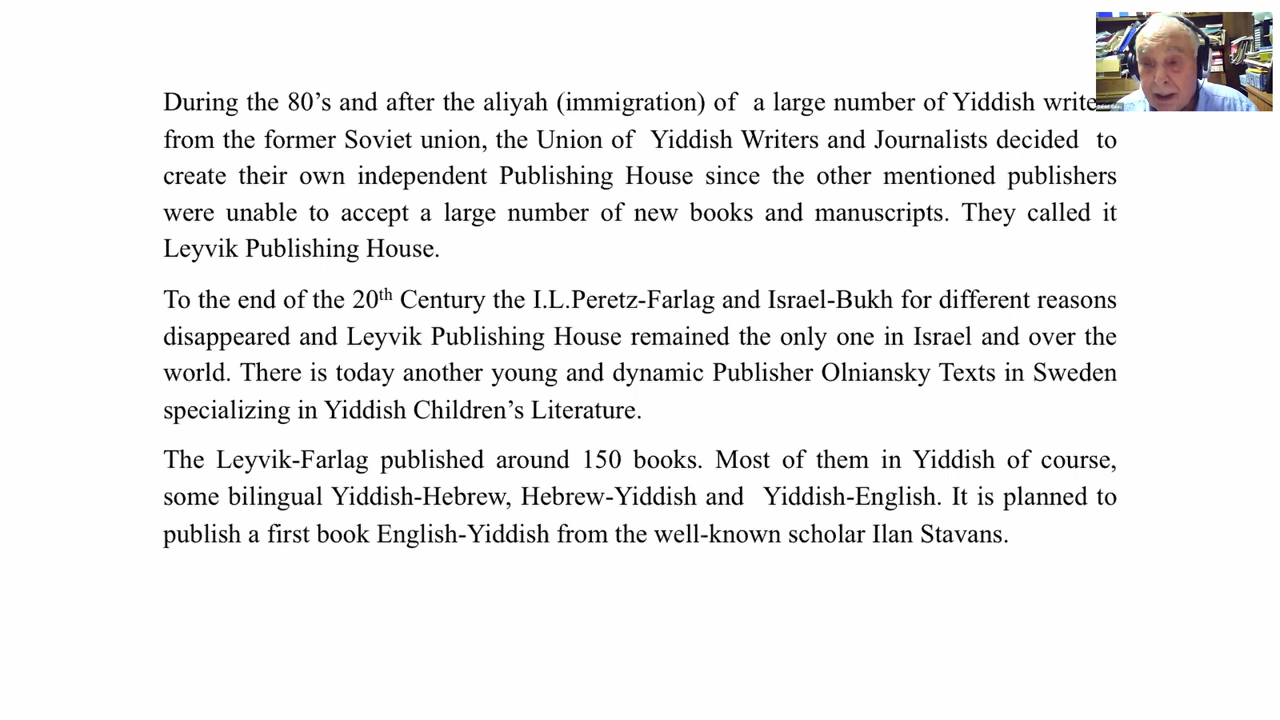 During the 80’s and after the aliyah (immigration) of a large number of Yiddish
from the former Soviet union, the Union of Yiddish Writers and Journalists decided to
create their own independent Publishing House since the other mentioned publishers
were unable to accept a large number of new books and manuscripts. They called it
Leyvik Publishing House.
To the end of the 20th Century the I.L.Peretz-Farlag and Israel-Bukh for different reasons
disappeared and Leyvik Publishing House remained the only one in Israel and over the
world. There is today another young and dynamic Publisher Olniansky Texts in Sweden
specializing in Yiddish Children’s Literature.
The Leyvik-Farlag published around 150 books. Most of them in Yiddish of course,
some bilingual Yiddish-Hebrew, Hebrew-Yiddish and Yiddish-English. It is planned to
publish a first book English-Yiddish from the well-known scholar Ilan Stavans.